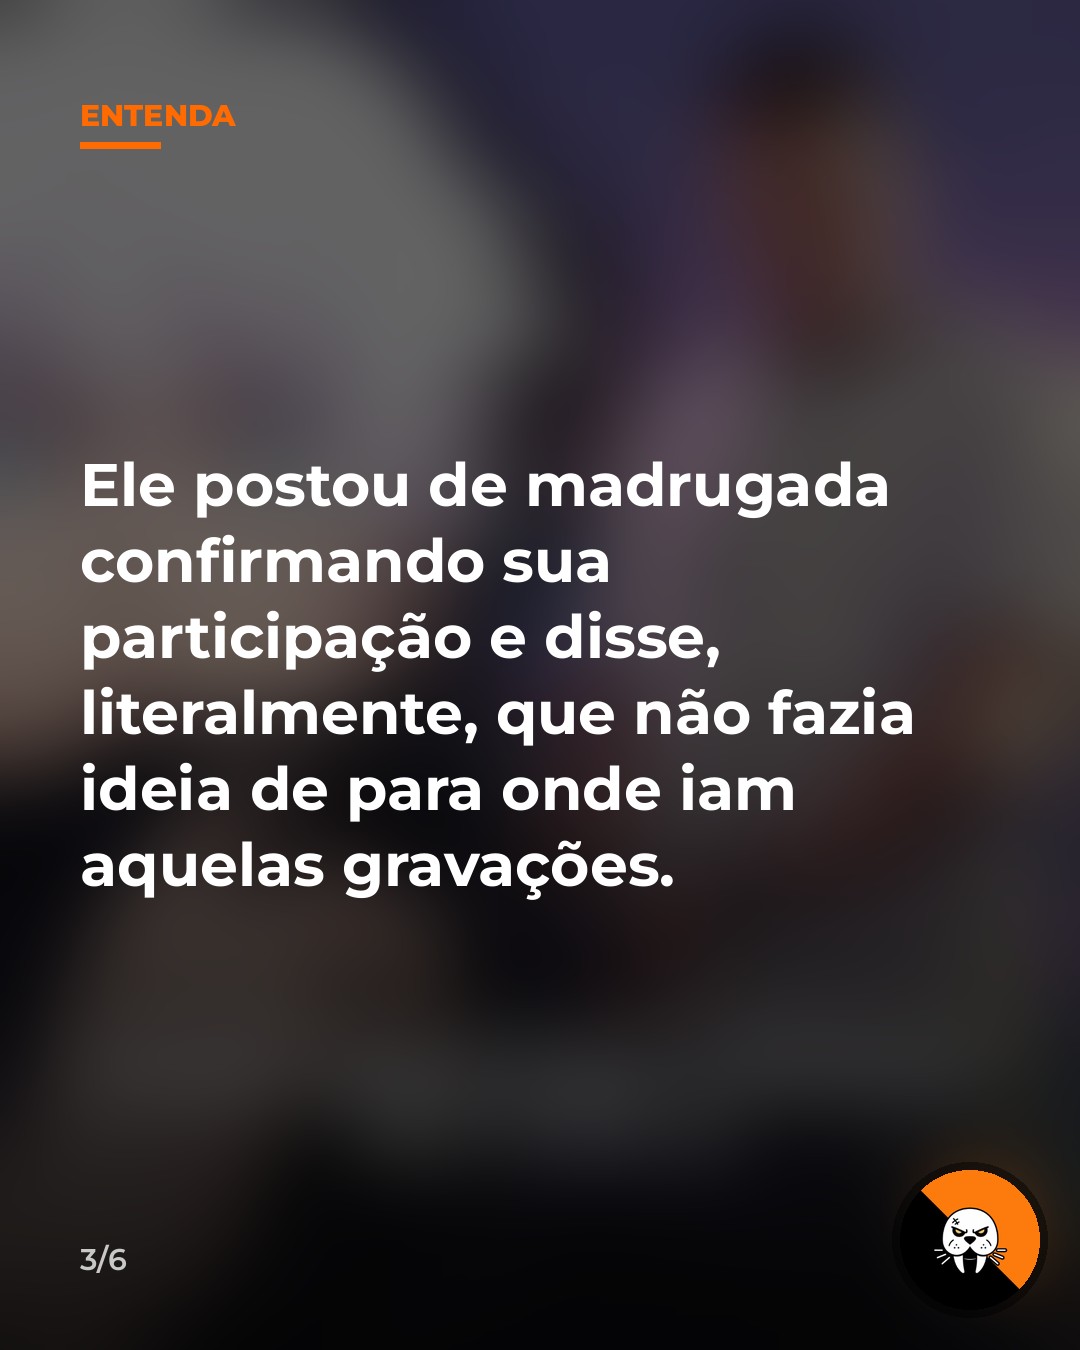 ENTENDA
Ele postou de madrugada
confirmando sua
participação e disse,
literalmente, que não fazia
ideia de para onde iam
aquelas gravações.
3/6